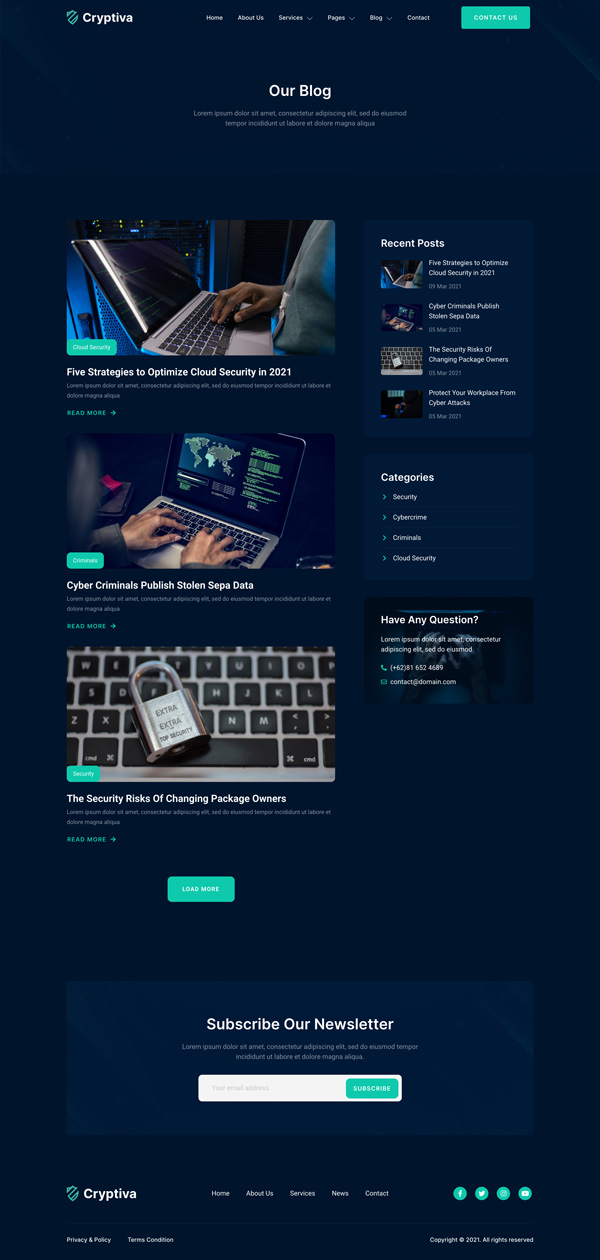 Cryptiva
Home
About Us
Services
Pages
Blog
Contact
CONTACT US
Our Blog
Lorem ipsum dolor sit amet, consectetur adipiscing elit, sed do eiusmod
tempor incididunt ut labore et dolore magna aliqua
Cloud Security
Five Strategies to Optimize Cloud Security in 2021
Lorem ipsum dolor sit amet, consectetur adipiscing elit, sed do eiusmod tempor incididunt ut labore et
dolore magna aliqua
READ MORE
Criminals
Cyber Criminals Publish Stolen Sepa Data
Lorem ipsum dolor sit amet, consectetur adipiscing elit, sed do eiusmod tempor incididunt ut labore et
dolore magna aliqua
READ MORE
EXTRA
EXTRA
TOP SECURITY
cmd
cmd
Security
The Security Risks Of Changing Package Owners
Lorem ipsum dolor sit amet, consectetur adipiscing elit, sed do eiusmod tempor incididunt ut labore et
dolore magna aliqua
READ MORE
LOAD MORE
Recent Posts
Five Strategies to Optimize
Cloud Security in 2021
09 Mar 2021
Cyber Criminals Publish
Stolen Sepa Data
05 Mar 2021
The Security Risks Of
Changing Package Owners
05 Mar 2021
Protect Your Workplace From
Cyber Attacks
05 Mar 2021
Categories
Security
Cybercrime
Criminals
Cloud Security
Have Any Question?
Lorem ipsum dolor sit amet, consectetur
adipiscing elit, sed do eiusmod
(+62)81 652 4689
contact@domain.com
Subscribe Our Newsletter
Lorem ipsum dolor sit amet, consectetur adipiscing elit, sed do eiusmod tempor
incididunt ut labore et dolore magna aliqua.
Your email address
SUBSCRIBE
Cryptiva
Home
About Us
Services
News
Contact
Privacy & Policy
Terms Condition
Copyright © 2021. All rights reserved